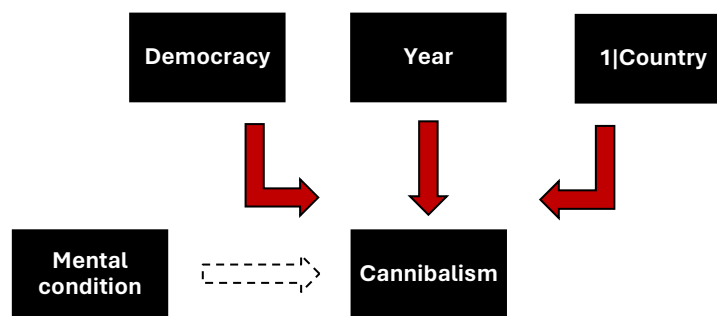 Democracy
Year
1|Country
Mental
condition
Cannibalism